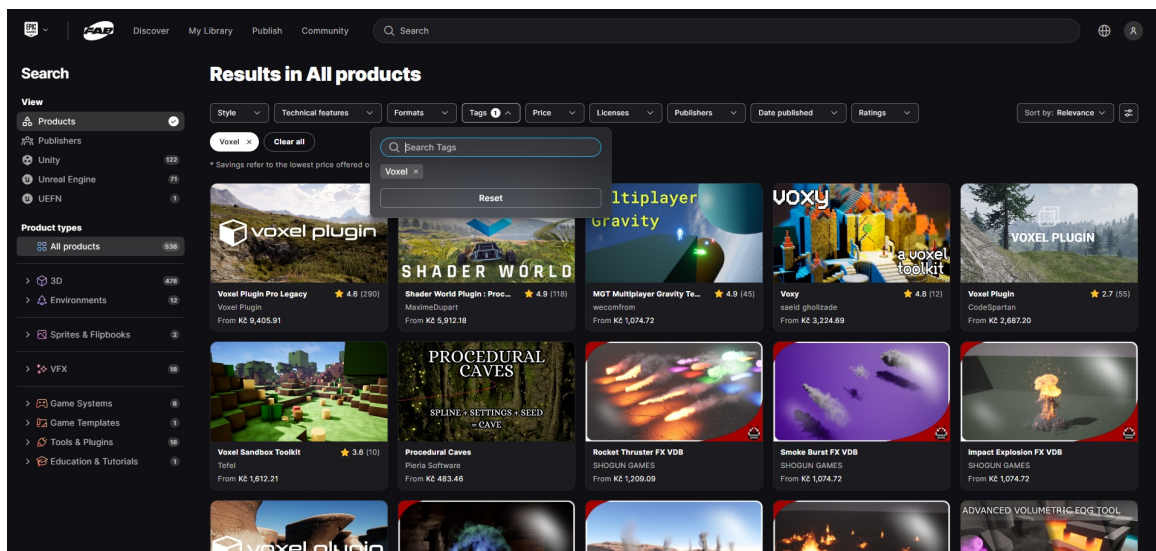 EPIC GAMES
FAB
Discover
My Library
Publish
Community
Search
Search
View
Products
Publishers
Unity 122
Unreal Engine 71
UEFN 1
Product types
All products 536
3D 478
Environments 12
Sprites & Flipbooks 2
VFX 18
Game Systems 6
Game Templates 1
Tools & Plugins 18
Education & Tutorials 1
Results in All products
Style
Technical features
Formats
Tags 1
Price
Licenses
Publishers
Date published
Ratings
Sort by: Relevance
Voxel ×
Clear all
* Savings refer to the lowest price offered o
Search Tags
Voxel ×
Reset
voxel plugin
Voxel Plugin Pro Legacy 4.6 (290)
Voxel Plugin
From Kč 9,405.91
SHADER WORLD
Shader World Plugin : Proc... 4.9 (118)
MaximeDupart
From Kč 5,912.18
ltiplayer
Gravity
MGT Multiplayer Gravity Te... 4.9 (45)
wecomfrom
From Kč 1,074.72
VOXY
a voxel
toolkit
Voxy 4.8 (12)
saeid gholizade
From Kč 3,224.69
VOXEL PLUGIN
Voxel Plugin 2.7 (55)
CodeSpartan
From Kč 2,687.20
Voxel Sandbox Toolkit 3.6 (10)
Tefel
From Kč 1,612.21
PROCEDURAL
CAVES
SPLINE + SETTINGS + SEED
= CAVE
Procedural Caves
Pieria Software
From Kč 483.46
Rocket Thruster FX VDB
SHOGUN GAMES
From Kč 1,209.09
Smoke Burst FX VDB
SHOGUN GAMES
From Kč 1,074.72
Impact Explosion FX VDB
SHOGUN GAMES
From Kč 1,074.72
voxel plugin
ADVANCED VOLUMETRIC FOG TOOL